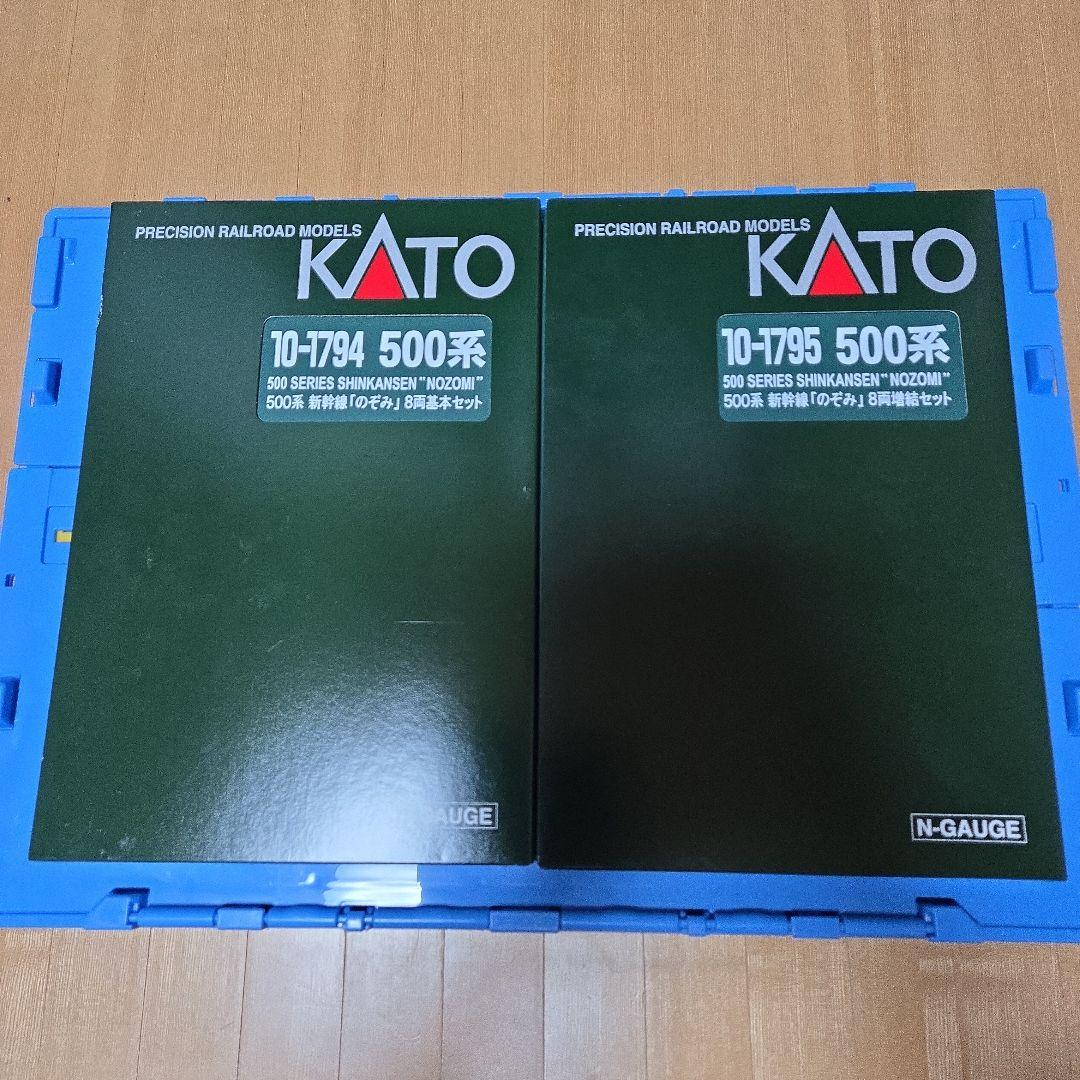 PRECISION RAILROAD MODELS
KATO
10-1794 500系
500 SERIES SHINKANSEN "NOZOMI"
500系 新幹線「のぞみ」 8両基本セット
AUGE
PRECISION RAILROAD MODELS
KATO
10-1795 500系
500 SERIES SHINKANSEN "NOZOMI"
500系 新幹線「のぞみ」 8両増結セット
N-GAUGE